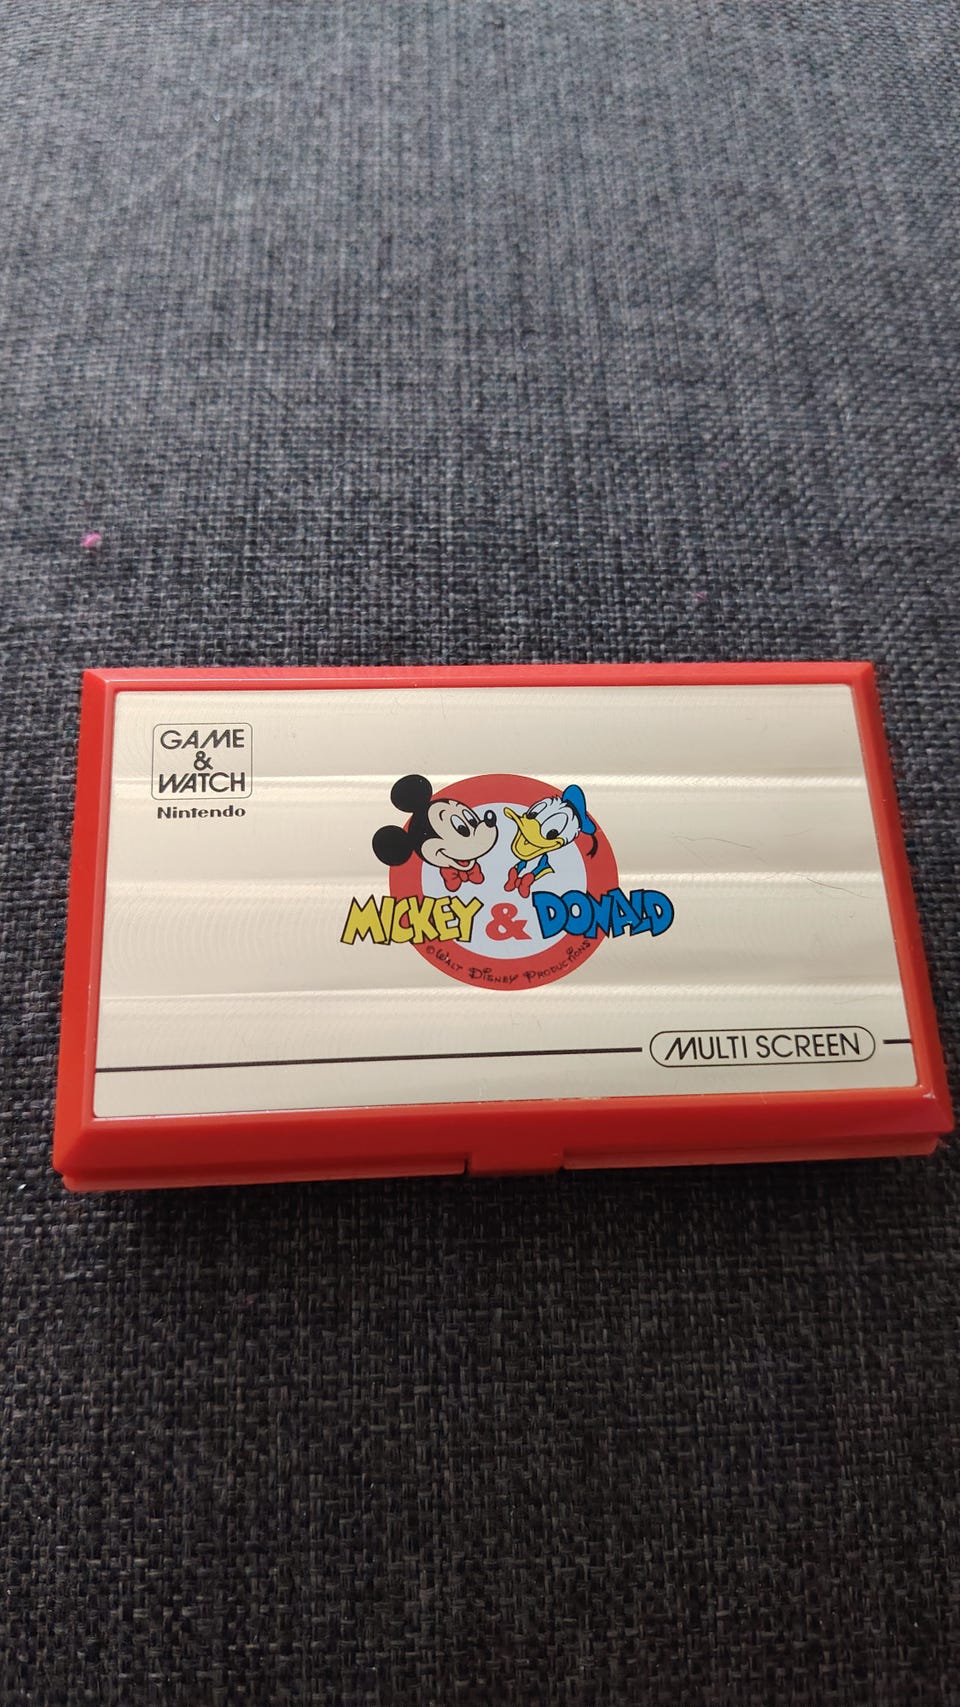 GAME
&
WATCH
Nintendo
MICKEY & DONALD
© WALT DISNEY PRODUCTIONS
MULTI SCREEN